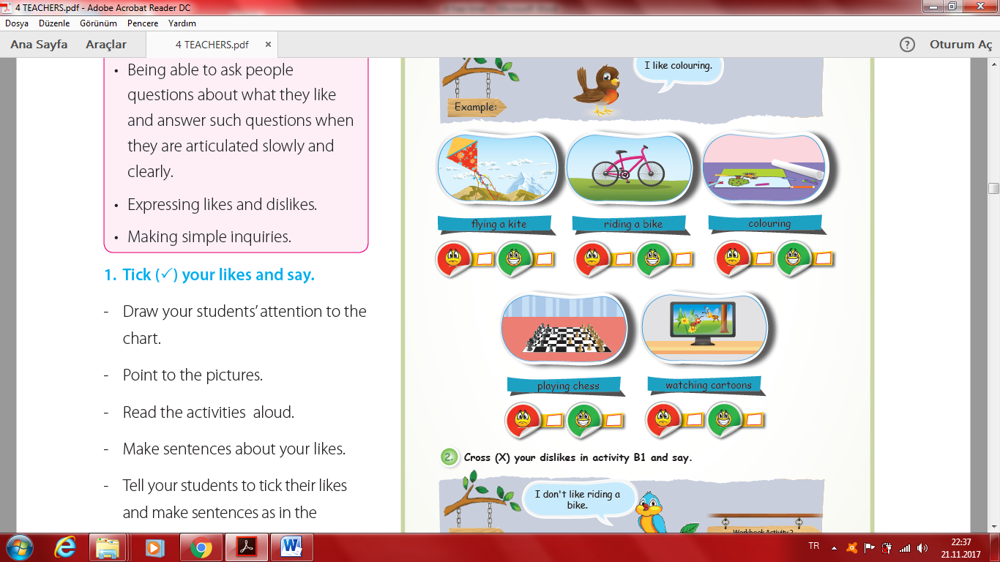 4 TEACHERS.pdf - Adobe Acrobat Reader DC
Dosya Düzenle Görünüm Pencere Yardım
Ana Sayfa Araçlar 4 TEACHERS.pdf × ? Oturum Aç
• Being able to ask people
questions about what they like
and answer such questions when
they are articulated slowly and
clearly.
• Expressing likes and dislikes.
• Making simple inquiries.
1. Tick (✓) your likes and say.
- Draw your students’ attention to the
chart.
- Point to the pictures.
- Read the activities aloud.
- Make sentences about your likes.
- Tell your students to tick their likes
and make sentences as in the
I like colouring.
Example:
flying a kite
riding a bike
colouring
playing chess
watching cartoons
2. Cross (X) your dislikes in activity B1 and say.
I don't like riding a
bike.
Workbook Activity 2
TR
22:37
21.11.2017